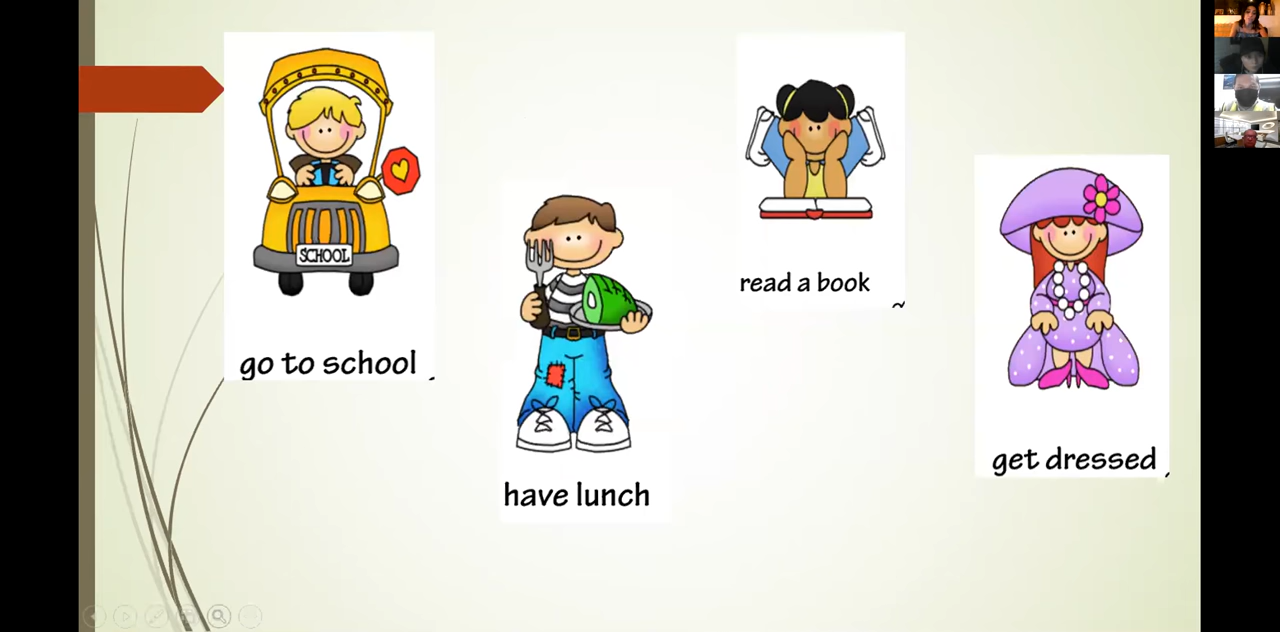 SCHOOL
go to school
have lunch
read a book
get dressed